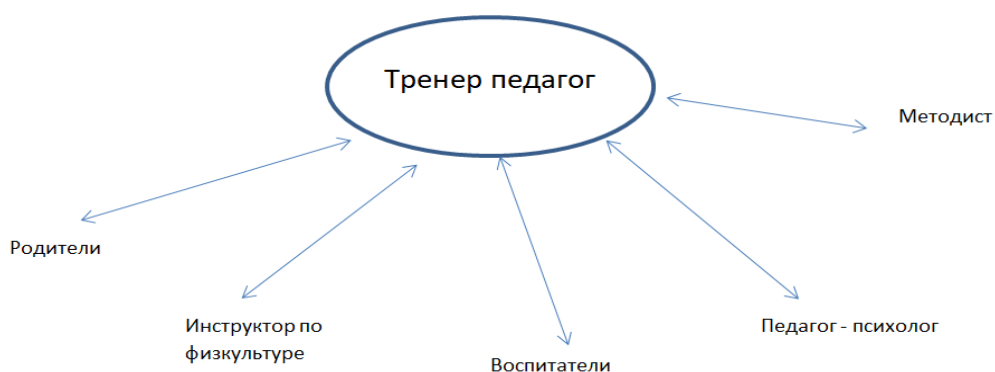 Тренер педагог
Методист
Родители
Инструктор по
физкультуре
Воспитатели
Педагог - психолог